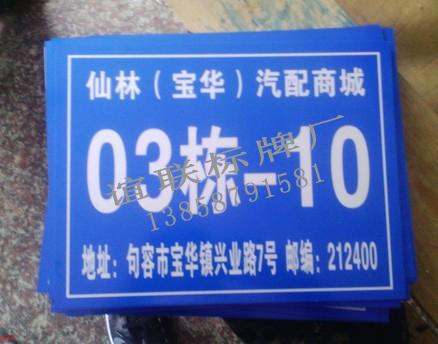 仙林（宝华）汽配商城
03栋-10
谊联标牌厂
13858791581
地址：句容市宝华镇兴业路7号 邮编：212400